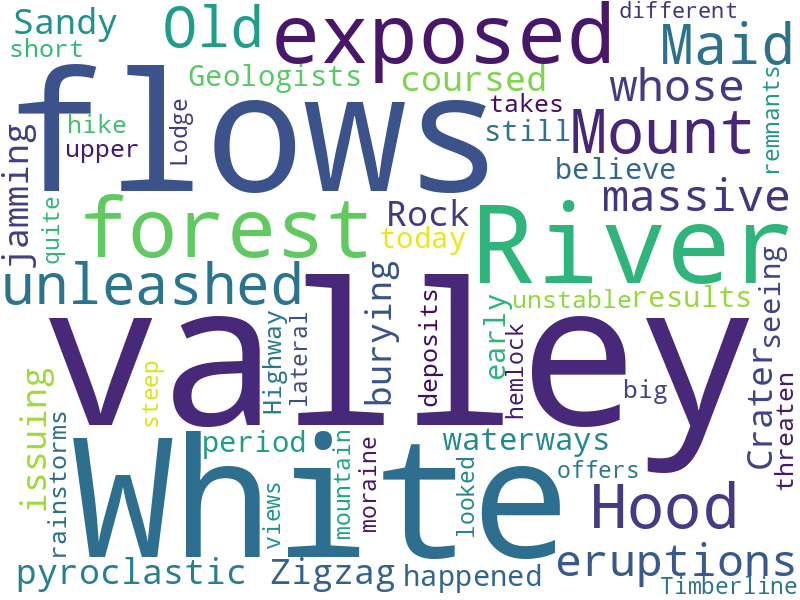 Sandy
Old
exposed
different
short
Maid
flows
Geologists
coursed
whose
remnants
hike
Lodge
takes
Mount
upper
still
jamming
believe
massive
quite
forest
Rock
today
River
unleashed
burying
unstable
results
seeing
valley
Highway
lateral
deposits
early
hemlock
Crater
steep
big
threaten
issuing
rainstorms
White
period
mountain
moraine
waterways
looked
offers
views
Hood
pyroclastic
Zigzag
happened
eruptions
Timberline